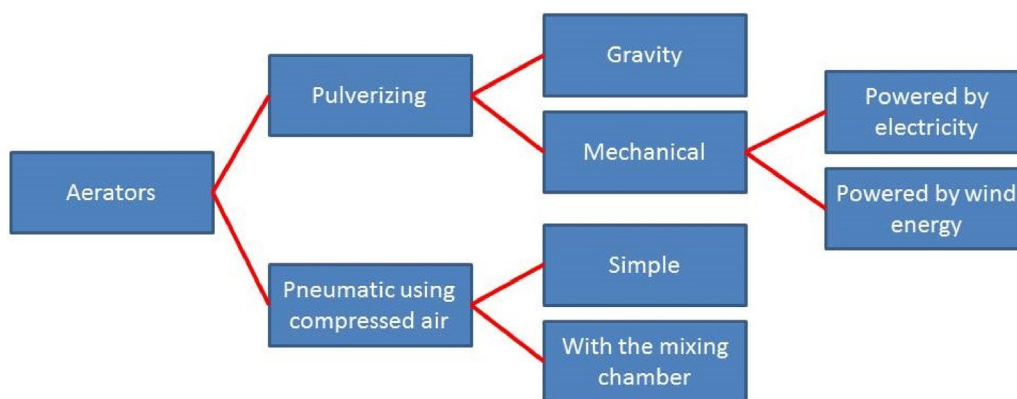 Aerators
Pulverizing
Gravity
Mechanical
Powered by
electricity
Powered by wind
energy
Pneumatic using
compressed air
Simple
With the mixing
chamber